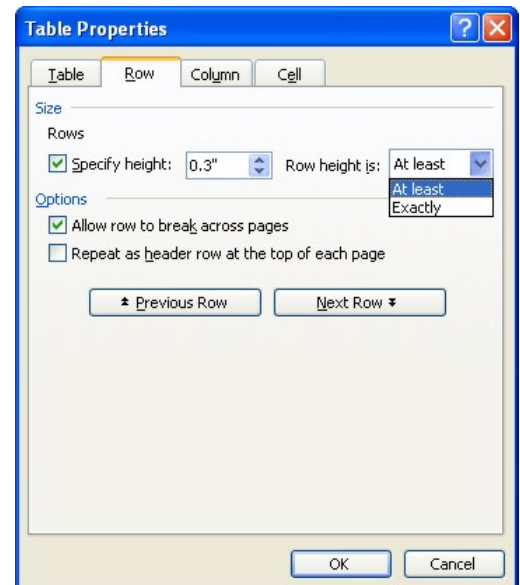 Table Properties
Table Row Column Cell
Size
Rows
Specify height: 0.3" Row height is: At least
At least
Exactly
Options
Allow row to break across pages
Repeat as header row at the top of each page
Previous Row Next Row
OK Cancel